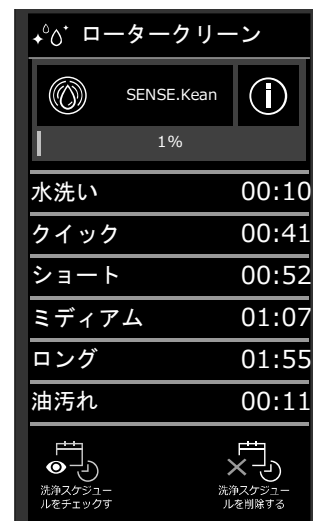 ロータークリーン
SENSE.Kean
1%
水洗い 00:10
クイック 00:41
ショート 00:52
ミディアム 01:07
ロング 01:55
油汚れ 00:11
洗浄スケジュー
ルをチェックす
洗浄スケジュー
ルを削除する